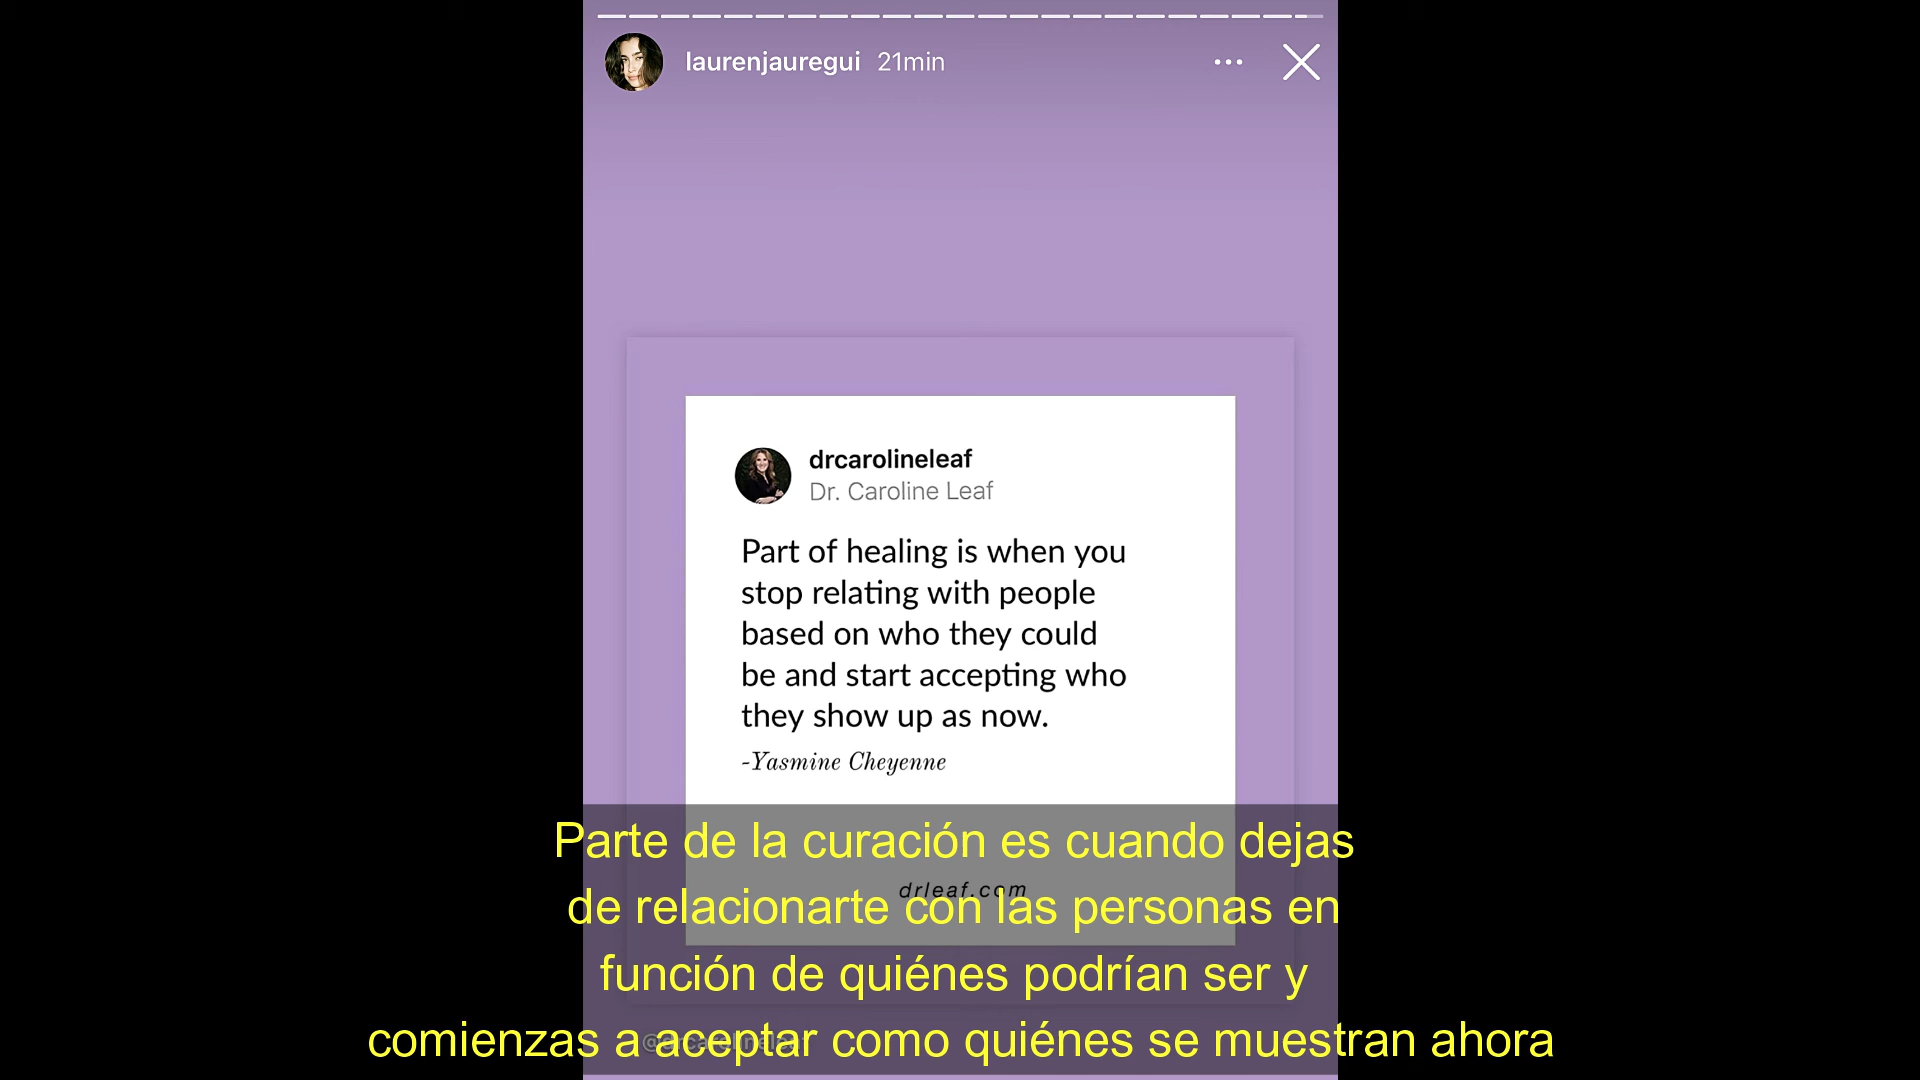 laurenjauregui 21min
drcarolineleaf
Dr. Caroline Leaf
Part of healing is when you
stop relating with people
based on who they could
be and start accepting who
they show up as now.
-Yasmine Cheyenne
Parte de la curación es cuando dejas
drleaf.com
de relacionarte con las personas en
función de quiénes podrían ser y
comienzas a aceptar como quiénes se muestran ahora
@drcarolineleaf